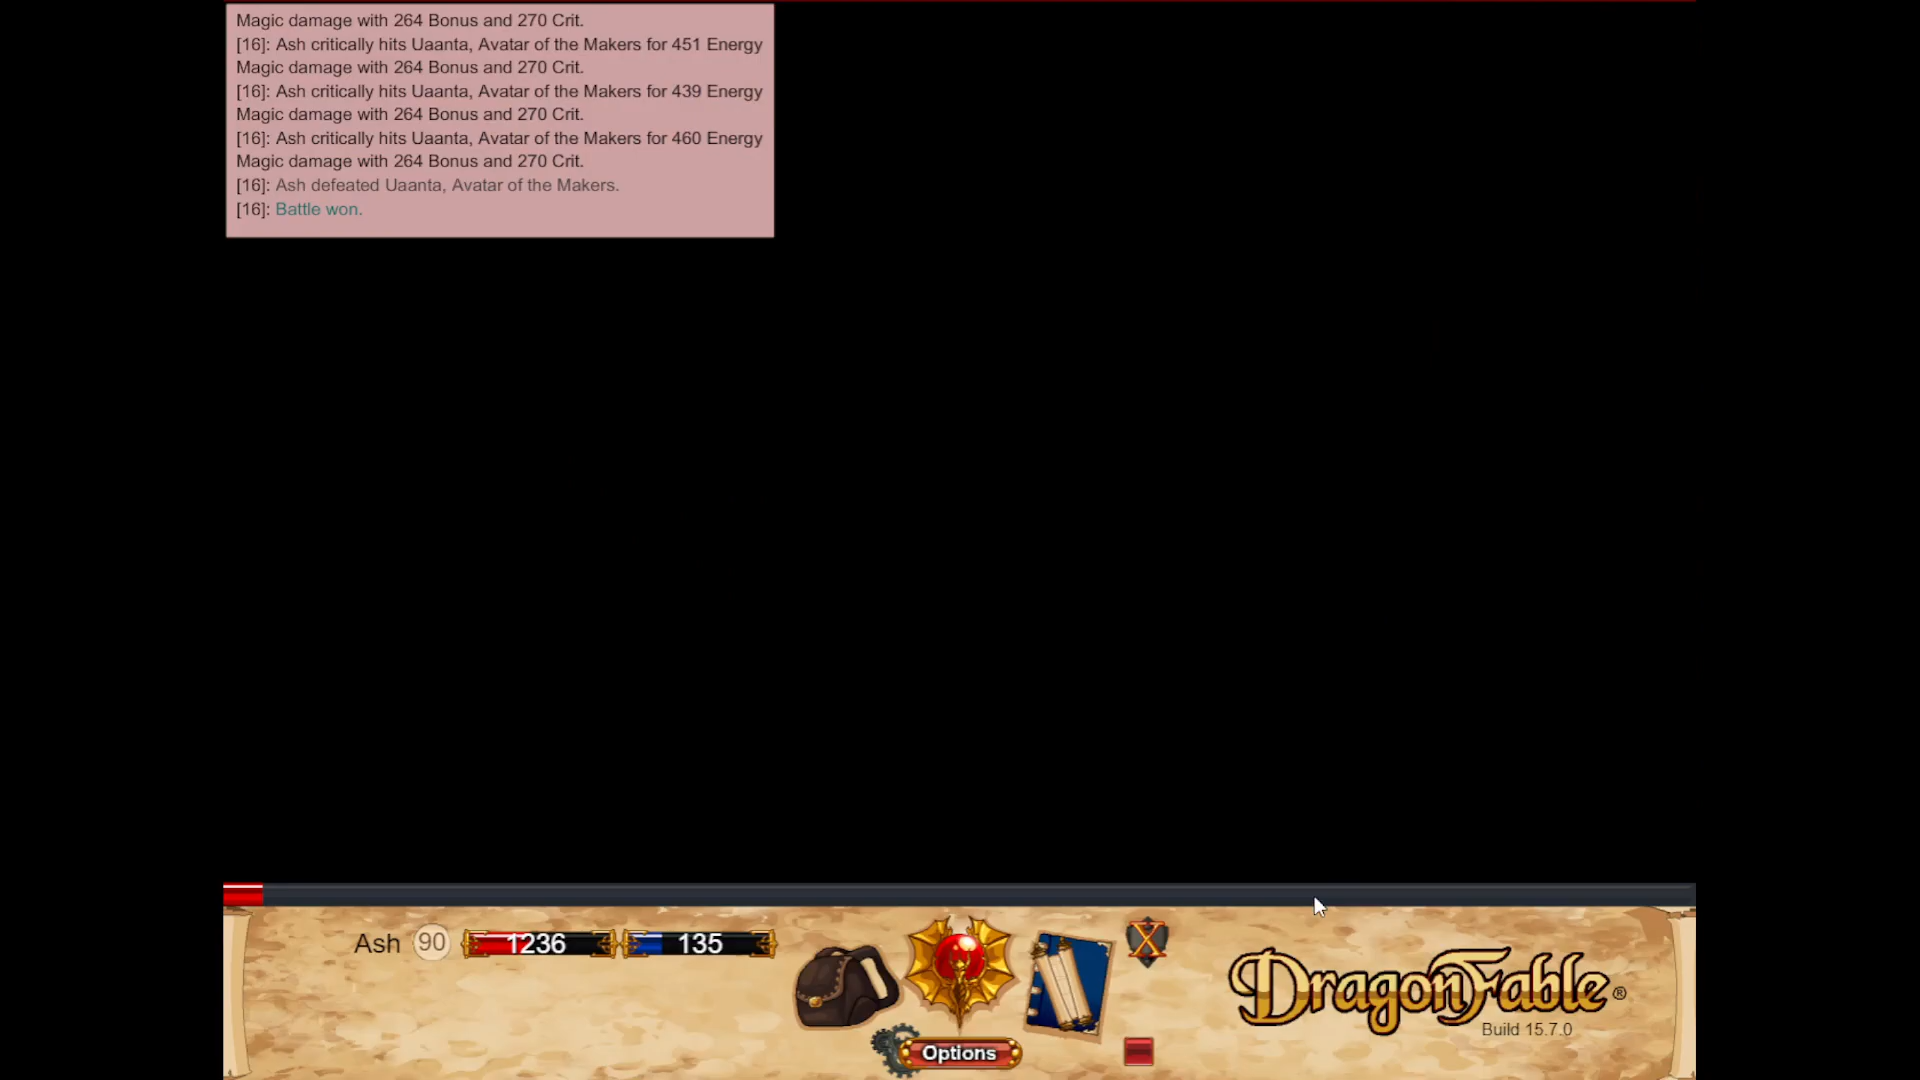 Magic damage with 264 Bonus and 270 Crit.
[16]: Ash critically hits Uaanta, Avatar of the Makers for 451 Energy
Magic damage with 264 Bonus and 270 Crit.
[16]: Ash critically hits Uaanta, Avatar of the Makers for 439 Energy
Magic damage with 264 Bonus and 270 Crit.
[16]: Ash critically hits Uaanta, Avatar of the Makers for 460 Energy
Magic damage with 264 Bonus and 270 Crit.
[16]: Ash defeated Uaanta, Avatar of the Makers.
[16]: Battle won.
Ash 90 1236 135
X
DragonFable®
Build 15.7.0
Options